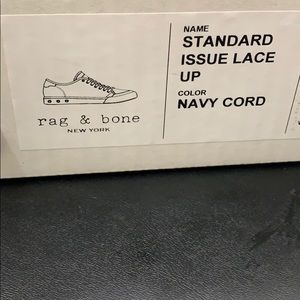 rag & bone
NEW YORK
NAME
STANDARD
ISSUE LACE
UP
COLOR
NAVY CORD